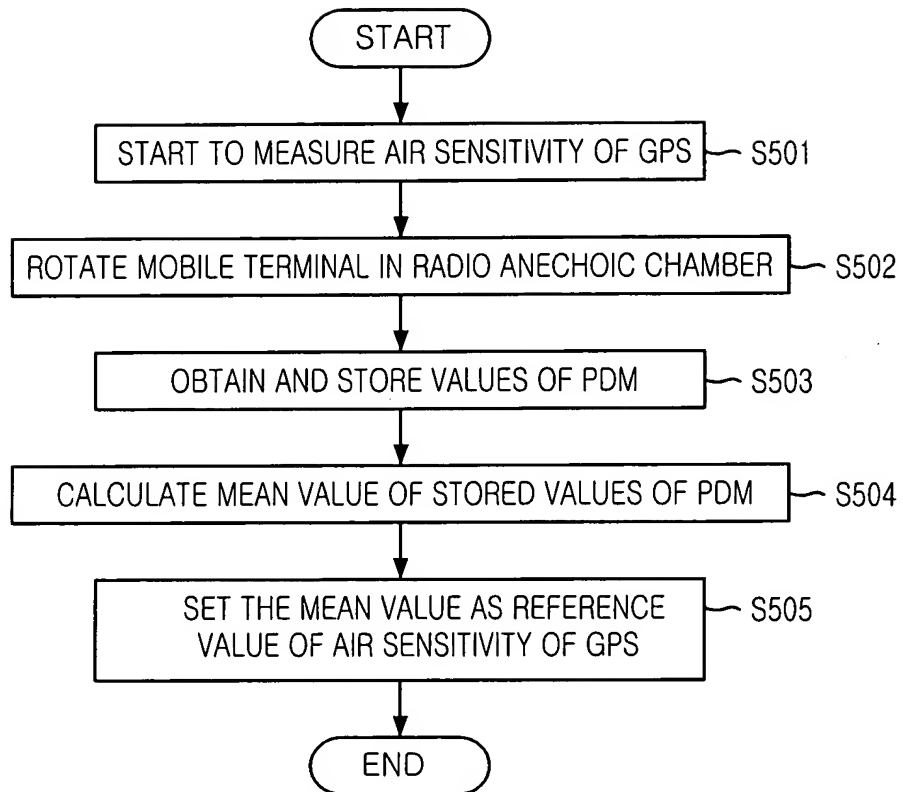 START
START TO MEASURE AIR SENSITIVITY OF GPS
S501
ROTATE MOBILE TERMINAL IN RADIO ANECHOIC CHAMBER
S502
OBTAIN AND STORE VALUES OF PDM
S503
CALCULATE MEAN VALUE OF STORED VALUES OF PDM
S504
SET THE MEAN VALUE AS REFERENCE
VALUE OF AIR SENSITIVITY OF GPS
S505
END